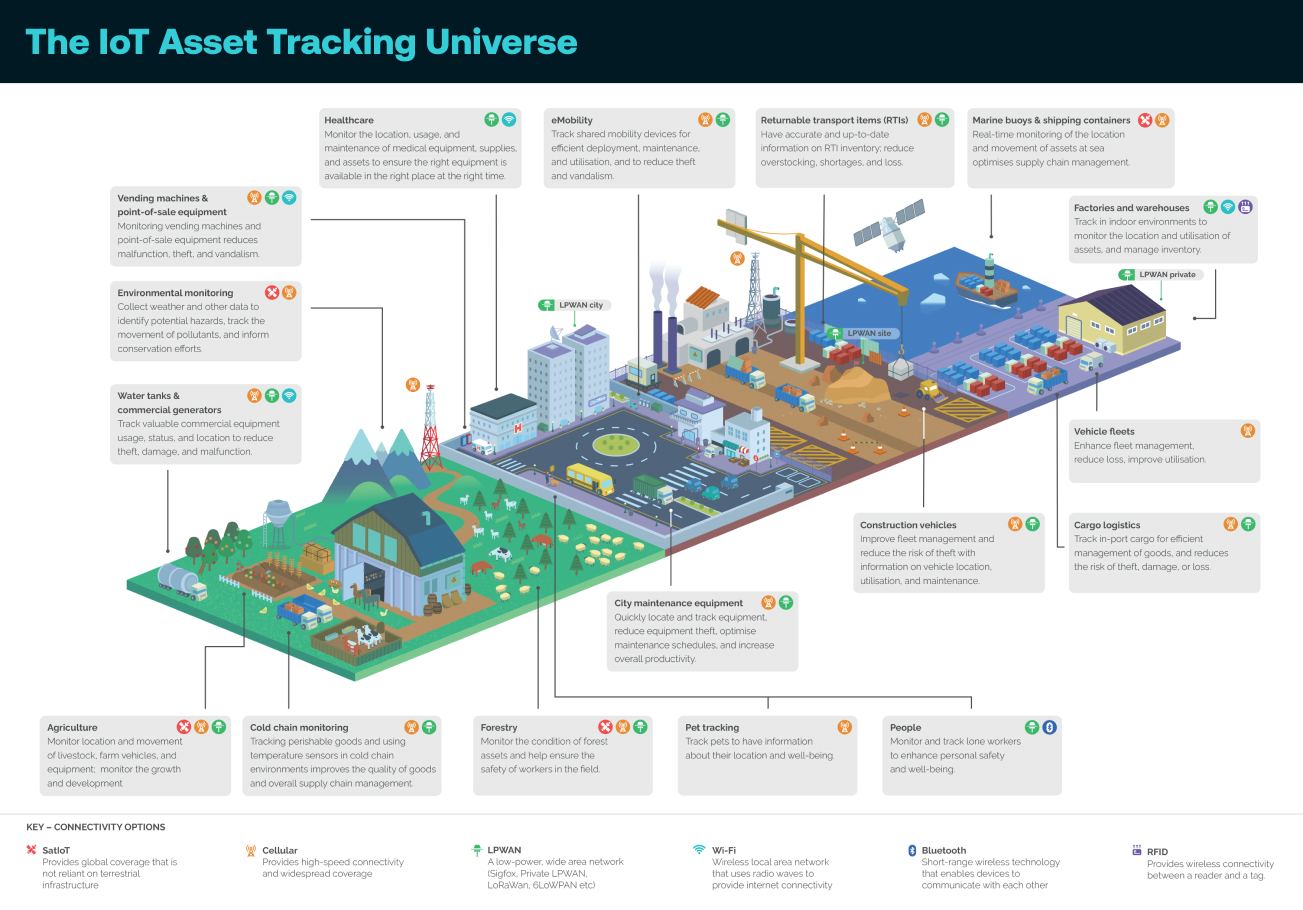 The IoT Asset Tracking Universe
Healthcare
Monitor the location, usage, and
maintenance of medical equipment, supplies,
and assets to ensure the right equipment is
available in the right place at the right time.
eMobility
Track shared mobility devices for
efficient deployment, maintenance,
and utilisation, and to reduce theft
and vandalism.
Returnable transport items (RTIs)
Have accurate and up-to-date
information on RTI inventory; reduce
overstocking, shortages, and loss.
Marine buoys & shipping containers
Real-time monitoring of the location
and movement of assets at sea
optimises supply chain management.
Vending machines &
point-of-sale equipment
Monitoring vending machines and
point-of-sale equipment reduces
malfunction, theft, and vandalism.
Factories and warehouses
Track in indoor environments to
monitor the location and utilisation of
assets, and manage inventory.
LPWAN private
Environmental monitoring
Collect weather and other data to
identify potential hazards, track the
movement of pollutants, and inform
conservation efforts.
LPWAN city
LPWAN site
H
Water tanks &
commercial generators
Track valuable commercial equipment
usage, status, and location to reduce
theft, damage, and malfunction.
Vehicle fleets
Enhance fleet management,
reduce loss, improve utilisation.
Construction vehicles
Improve fleet management and
reduce the risk of theft with
information on vehicle location,
utilisation, and maintenance.
Cargo logistics
Track in-port cargo for efficient
management of goods, and reduces
the risk of theft, damage, or loss.
City maintenance equipment
Quickly locate and track equipment,
reduce equipment theft, optimise
maintenance schedules, and increase
overall productivity.
Agriculture
Monitor location and movement
of livestock, farm vehicles, and
equipment; monitor the growth
and development
Cold chain monitoring
Tracking perishable goods and using
temperature sensors in cold chain
environments improves the quality of goods
and overall supply chain management.
Forestry
Monitor the condition of forest
assets and help ensure the
safety of workers in the field.
Pet tracking
Track pets to have information
about their location and well-being.
People
Monitor and track lone workers
to enhance personal safety
and well-being.
KEY – CONNECTIVITY OPTIONS
SatIoT
Provides global coverage that is
not reliant on terrestrial
infrastructure
Cellular
Provides high-speed connectivity
and widespread coverage
LPWAN
A low-power, wide area network
(Sigfox, Private LPWAN,
LoRaWan, 6LoWPAN etc)
Wi-Fi
Wireless local area network
that uses radio waves to
provide internet connectivity
Bluetooth
Short-range wireless technology
that enables devices to
communicate with each other
RFID
Provides wireless connectivity
between a reader and a tag.